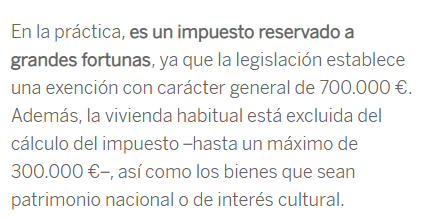 En la práctica, es un impuesto reservado a
grandes fortunas, ya que la legislación establece
una exención con carácter general de 700.000 €.
Además, la vivienda habitual está excluida del
cálculo del impuesto –hasta un máximo de
300.000 €–, así como los bienes que sean
patrimonio nacional o de interés cultural.